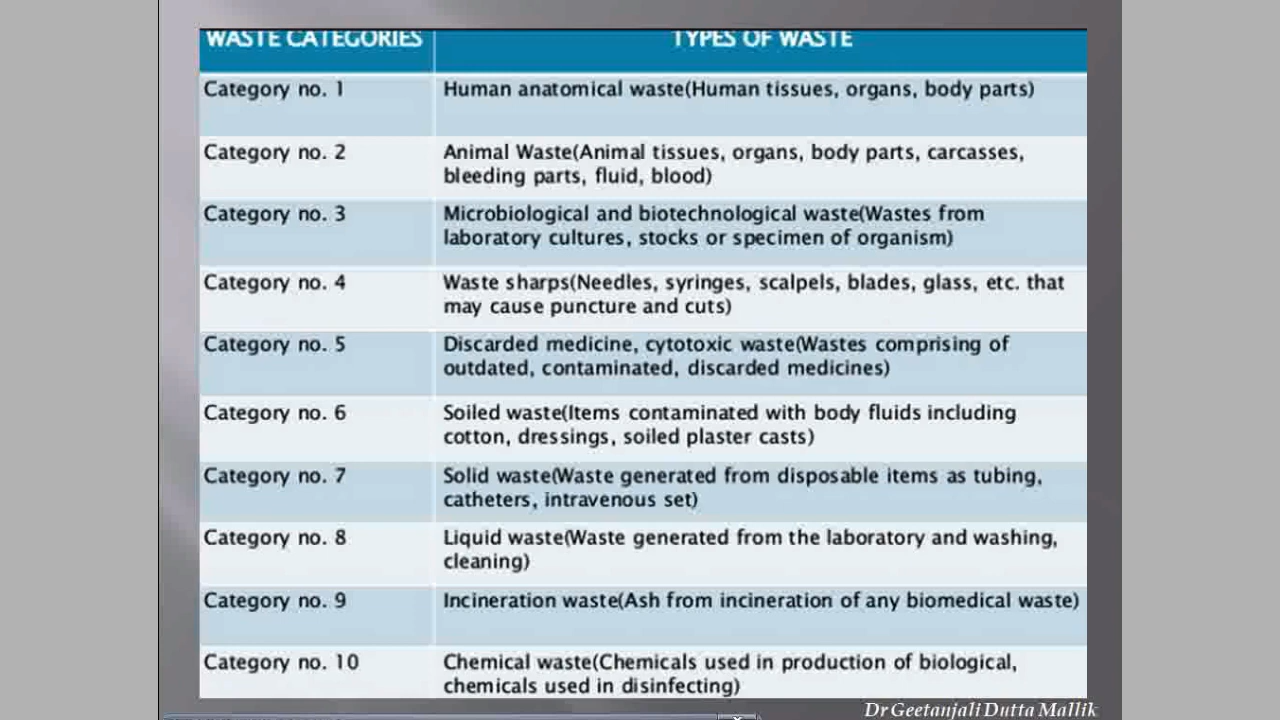 WASTE CATEGORIES TYPES OF WASTE
Category no. 1 Human anatomical waste(Human tissues, organs, body parts)
Category no. 2 Animal Waste(Animal tissues, organs, body parts, carcasses,
bleeding parts, fluid, blood)
Category no. 3 Microbiological and biotechnological waste(Wastes from
laboratory cultures, stocks or specimen of organism)
Category no. 4 Waste sharps(Needles, syringes, scalpels, blades, glass, etc. that
may cause puncture and cuts)
Category no. 5 Discarded medicine, cytotoxic waste(Wastes comprising of
outdated, contaminated, discarded medicines)
Category no. 6 Soiled waste(Items contaminated with body fluids including
cotton, dressings, soiled plaster casts)
Category no. 7 Solid waste(Waste generated from disposable items as tubing,
catheters, intravenous set)
Category no. 8 Liquid waste(Waste generated from the laboratory and washing,
cleaning)
Category no. 9 Incineration waste(Ash from incineration of any biomedical waste)
Category no. 10 Chemical waste(Chemicals used in production of biological,
chemicals used in disinfecting)
Dr Geetanjali Dutta Mallik